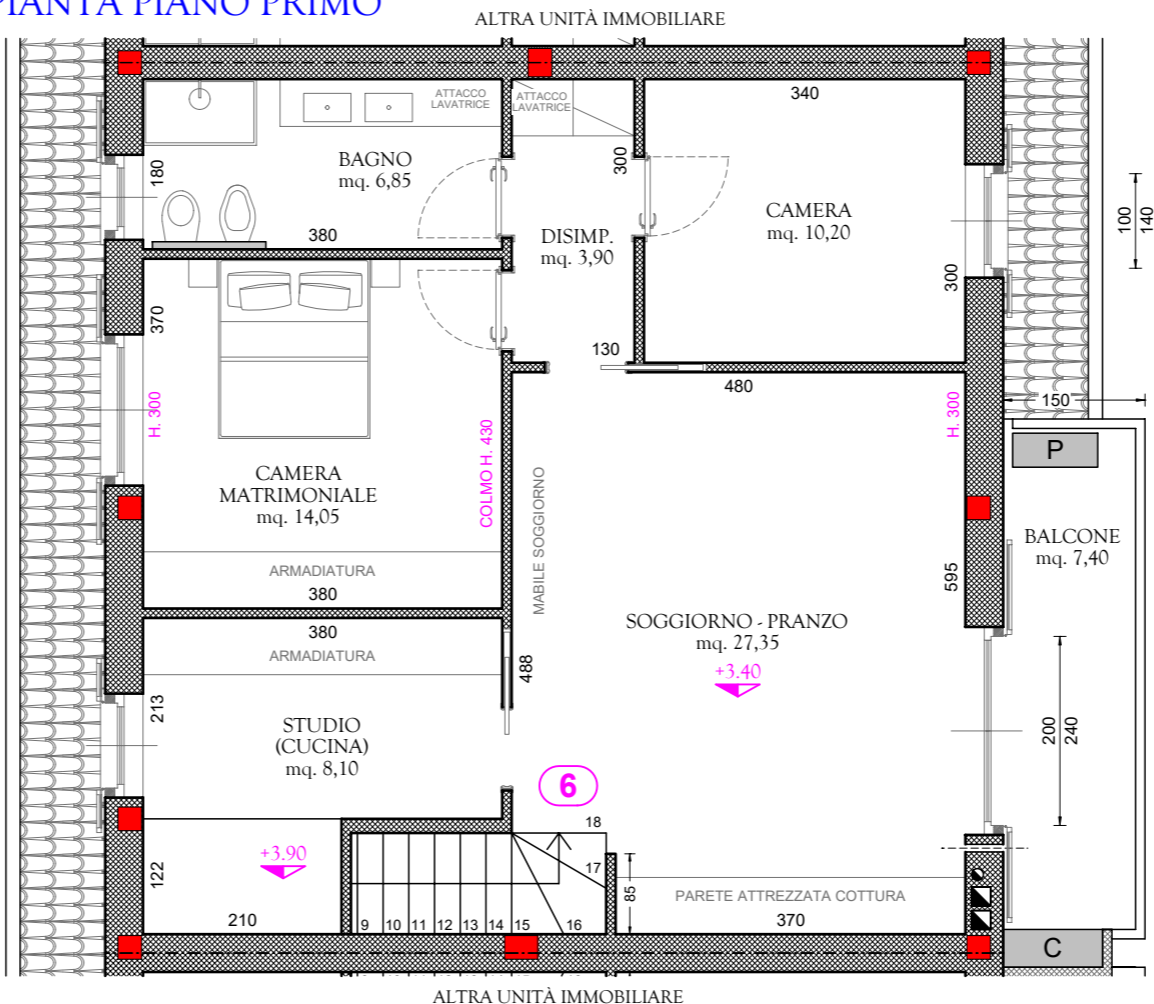 PIANTA PIANO PRIMO
ALTRA UNITÀ IMMOBILIARE
ATTACCO
LAVATRICE
ATTACCO
LAVATRICE
340
BAGNO
mq. 6,85
180
380
300
DISIMP.
mq. 3,90
CAMERA
mq. 10,20
300
100
140
370
130
480
150
H. 300
COLMO H. 430
H. 300
P
CAMERA
MATRIMONIALE
mq. 14,05
MABILE SOGGIORNO
BALCONE
mq. 7,40
ARMADIATURA
380
595
380
ARMADIATURA
SOGGIORNO - PRANZO
mq. 27,35
+3.40
488
213
STUDIO
(CUCINA)
mq. 8,10
200
240
6
18
+3.90
17
122
85
PARETE ATTREZZATA COTTURA
210
9
10
11
12
13
14
15
16
370
C
ALTRA UNITÀ IMMOBILIARE